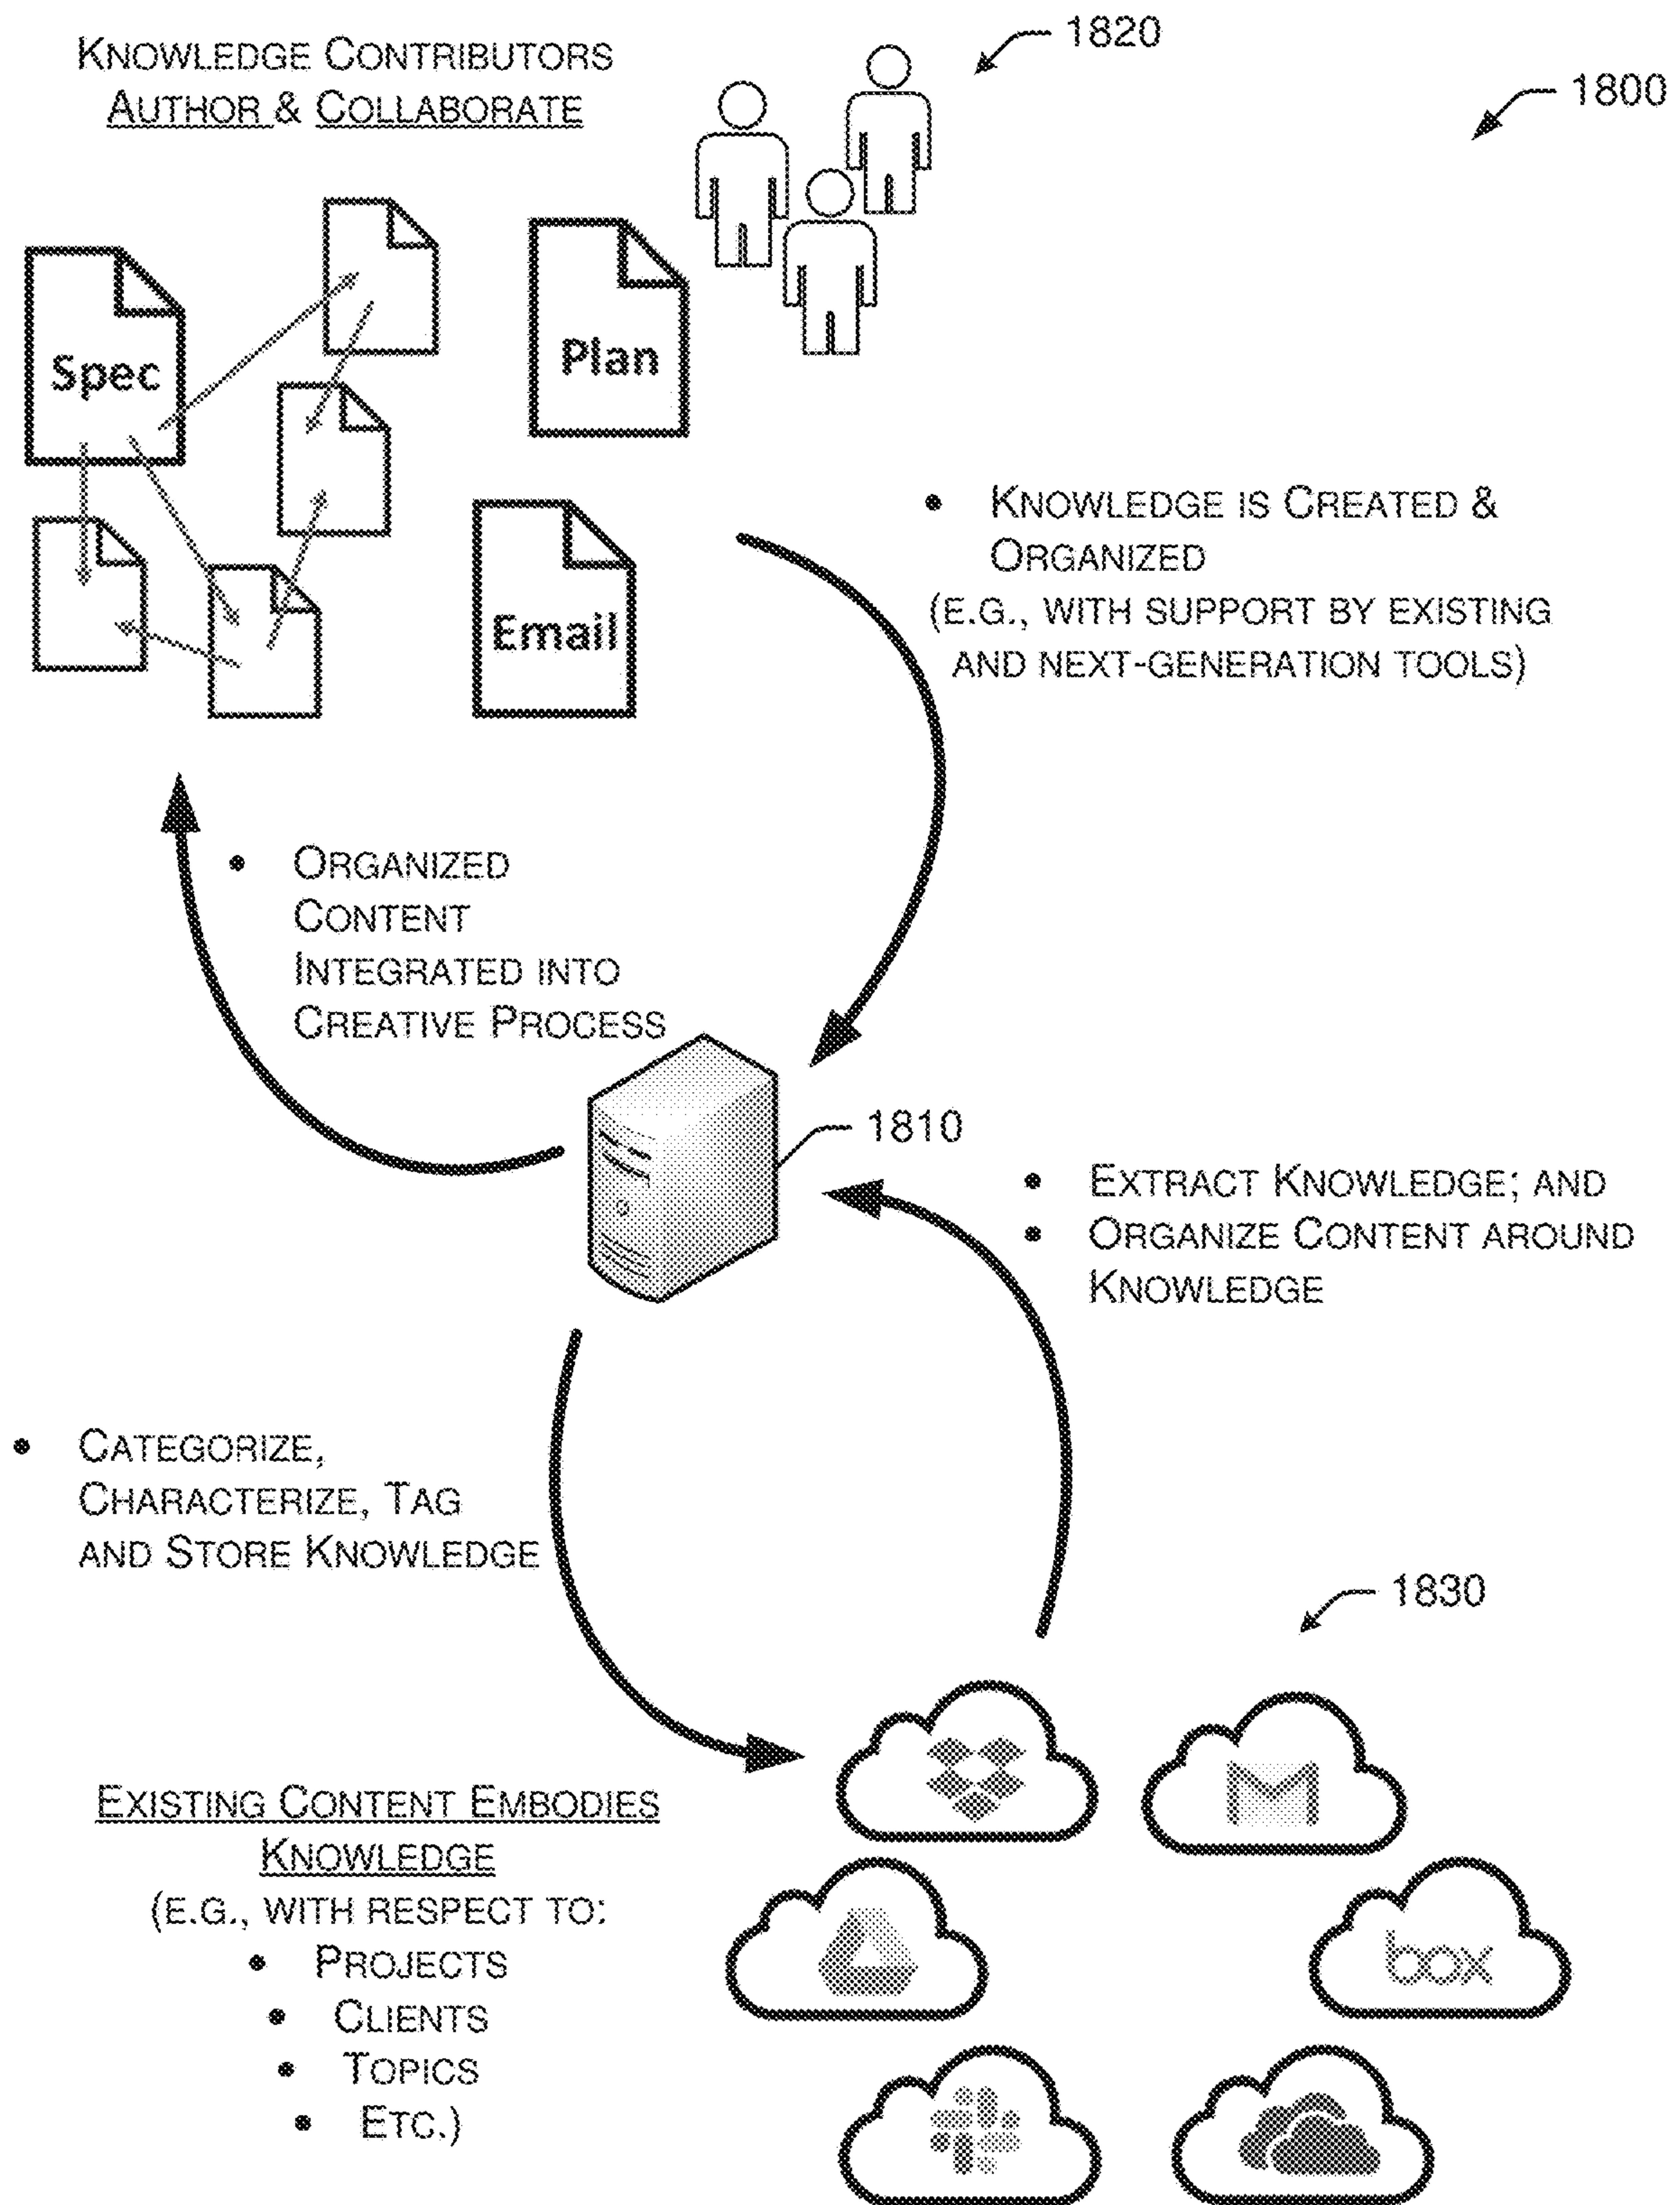 1820
KNOWLEDGE CONTRIBUTORS
AUTHOR & COLLABORATE
1800
Spec
Plan
Email
• KNOWLEDGE IS CREATED &
ORGANIZED
(E.G., WITH SUPPORT BY EXISTING
AND NEXT-GENERATION TOOLS)
• ORGANIZED
CONTENT
INTEGRATED INTO
CREATIVE PROCESS
1810
• EXTRACT KNOWLEDGE; AND
• ORGANIZE CONTENT AROUND
KNOWLEDGE
• CATEGORIZE,
CHARACTERIZE, TAG
AND STORE KNOWLEDGE
1830
EXISTING CONTENT EMBODIES
KNOWLEDGE
(E.G., WITH RESPECT TO:
• PROJECTS
• CLIENTS
• TOPICS
• ETC.)
box